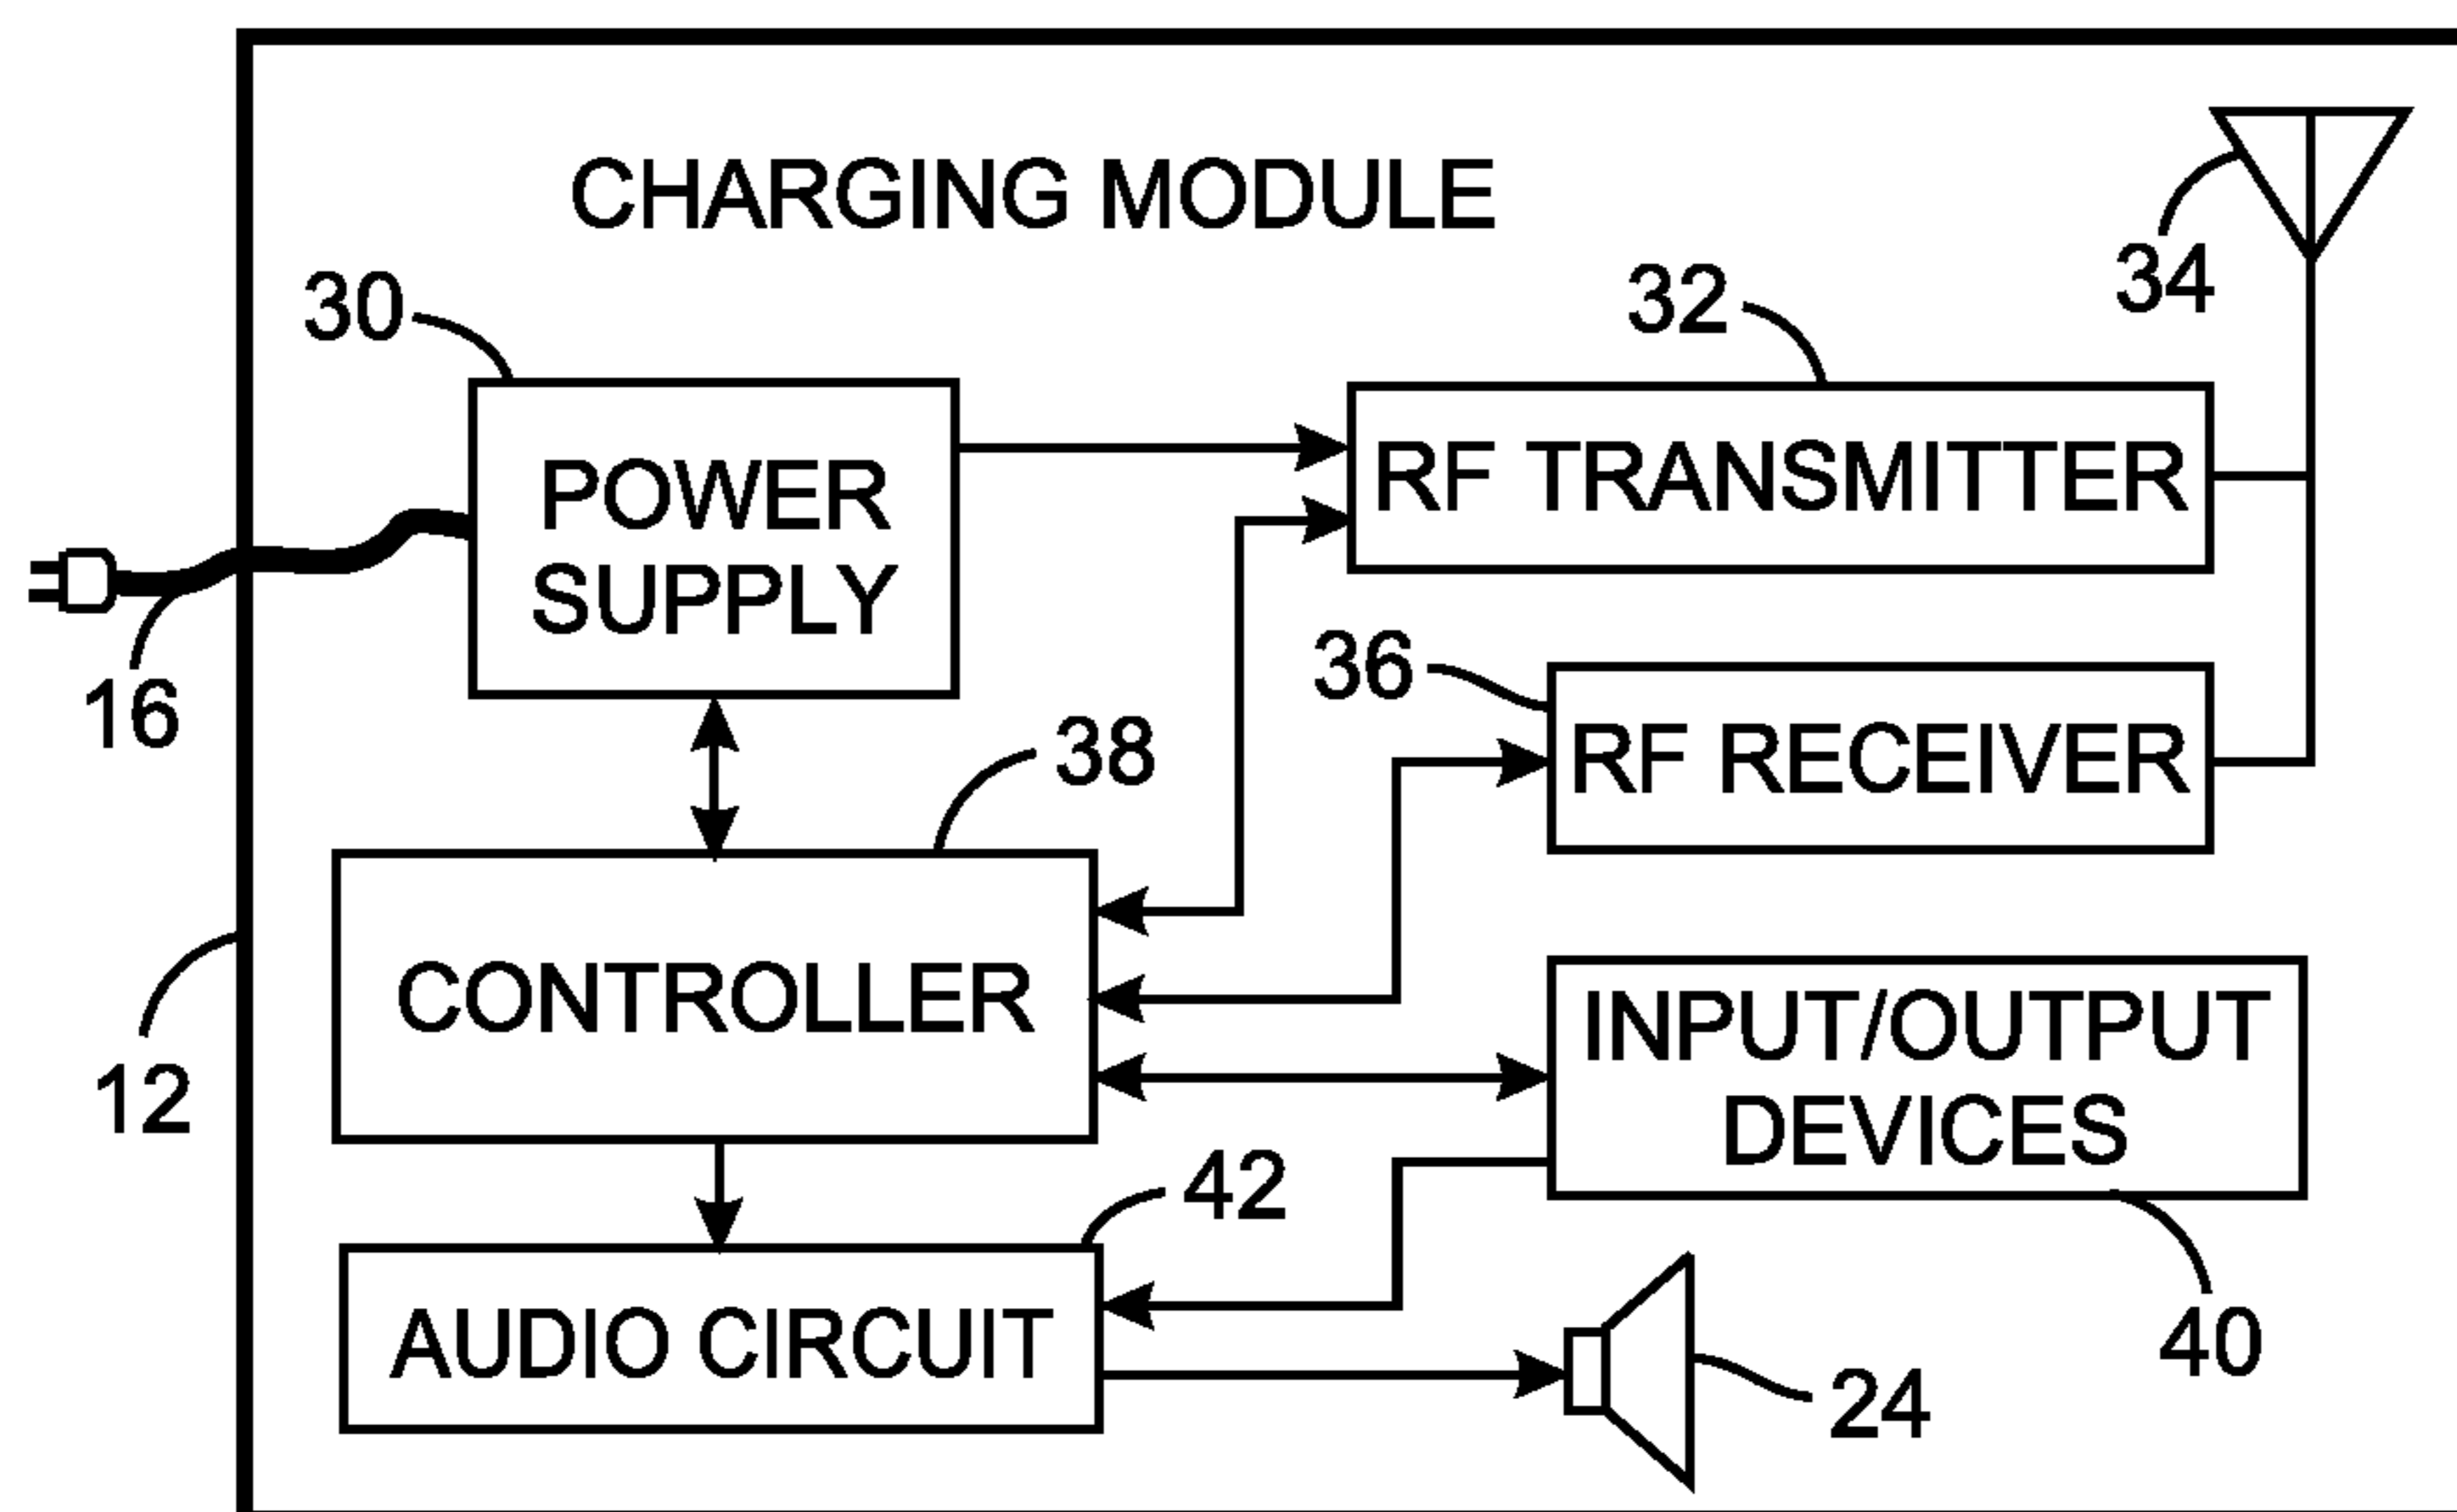 CHARGING MODULE
34
30
32
POWER
SUPPLY
RF TRANSMITTER
16
36
38
RF RECEIVER
CONTROLLER
12
INPUT/OUTPUT
DEVICES
42
AUDIO CIRCUIT
40
24